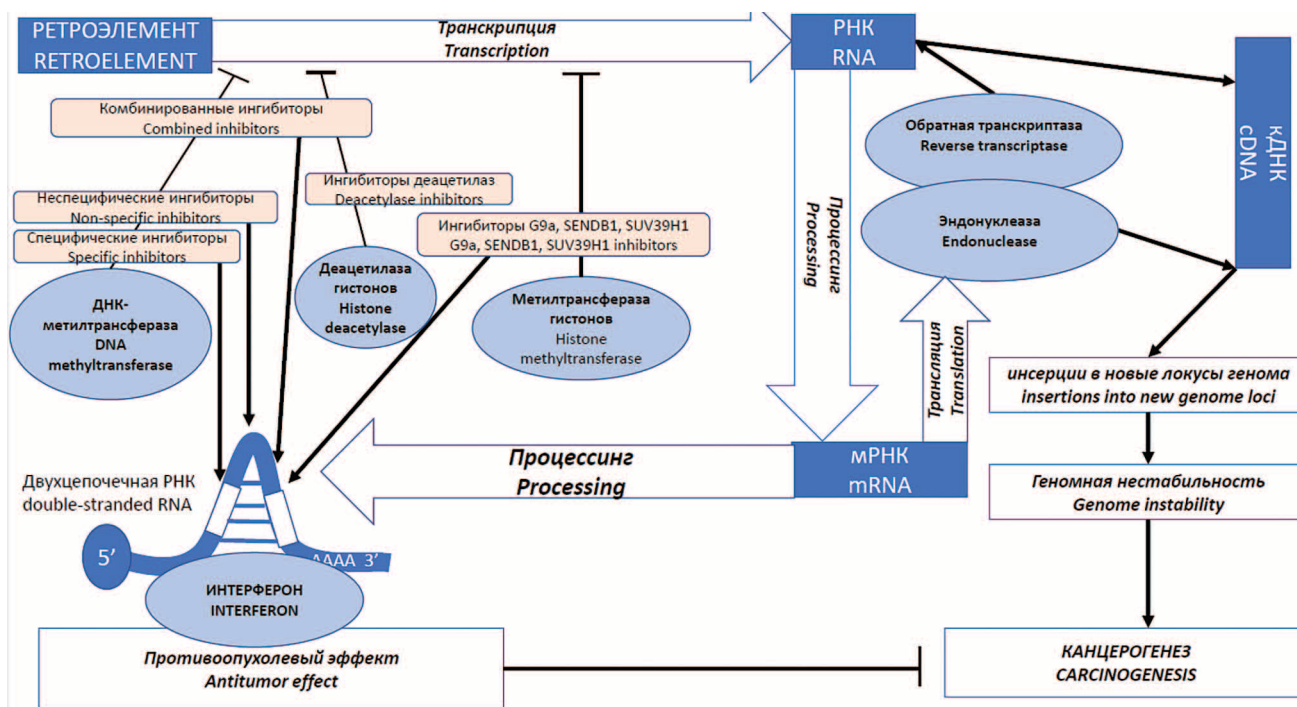 РЕТРОЭЛЕМЕНТ
RETROELEMENT
Транскрипция
Transcription
РНК
RNA
кДНК
cDNA
Комбинированные ингибиторы
Combined inhibitors
Обратная транскриптаза
Reverse transcriptase
Ингибиторы деацетилаз
Deacetylase inhibitors
Неспецифические ингибиторы
Non-specific inhibitors
Ингибиторы G9a, SENDB1, SUV39H1
G9a, SENDB1, SUV39H1 inhibitors
Процессинг
Processing
Эндонуклеаза
Endonuclease
Специфические ингибиторы
Specific inhibitors
Деацетилаза
гистонов
Histone
deacetylase
ДНК-
метилтрансфераза
DNA
methyltransferase
Метилтрансфераза
гистонов
Histone
methyltransferase
Трансляция
Translation
инсерции в новые локусы генома
insertions into new genome loci
Процессинг
Processing
мРНК
mRNA
Двухцепочечная РНК
double-stranded RNA
Геномная нестабильность
Genome instability
5’
AAAA 3’
ИНТЕРФЕРОН
INTERFERON
Противоопухолевый эффект
Antitumor effect
КАНЦЕРОГЕНЕЗ
CARCINOGENESIS